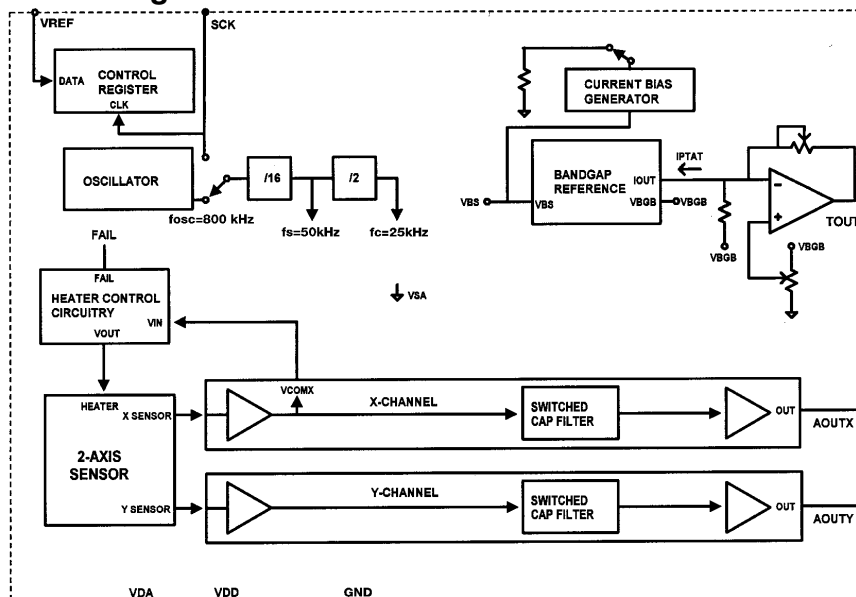 VREF
SCK
DATA
CONTROL
REGISTER
CLK
OSCILLATOR
/16
/2
fosc=800 kHz
fs=50kHz
fc=25kHz
VSA
CURRENT BIAS
GENERATOR
BANDGAP
REFERENCE
IOUT
IPTAT
VBS
VBS
VBGB
VBGB
VBGB
VBGB
−
+
TOUT
FAIL
FAIL
HEATER CONTROL
CIRCUITRY
VIN
VOUT
HEATER
X SENSOR
2-AXIS
SENSOR
Y SENSOR
VCOMX
X-CHANNEL
SWITCHED
CAP FILTER
OUT
AOUTX
Y-CHANNEL
SWITCHED
CAP FILTER
OUT
AOUTY
VDA
VDD
GND